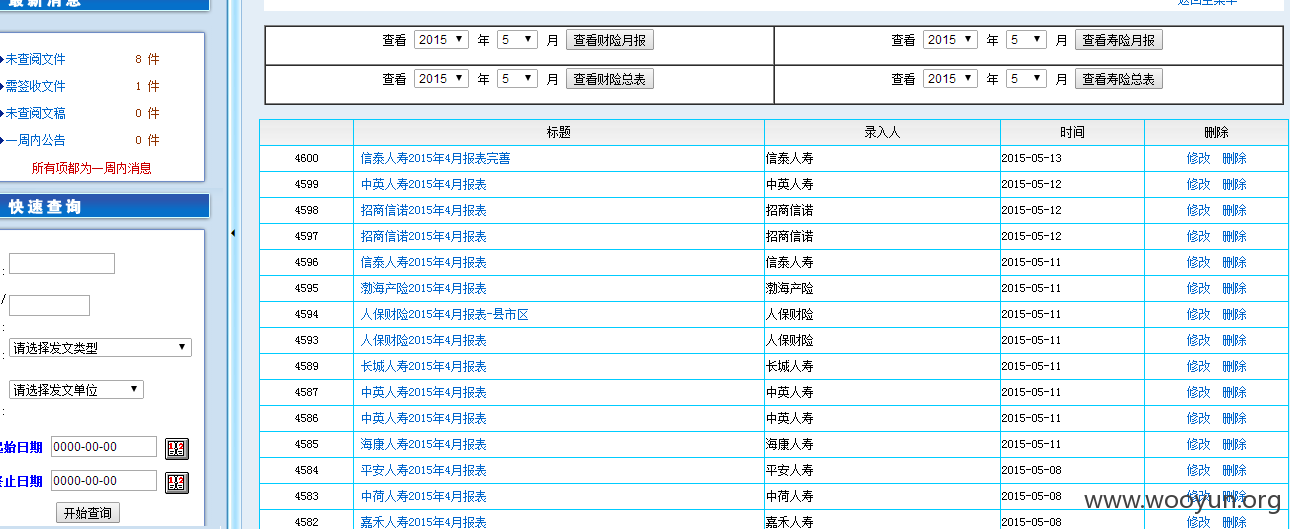 最新消息
返回主菜单
未查阅文件 8 件
需签收文件 1 件
未查阅文稿 0 件
一周内公告 0 件
所有项都为一周内消息
快速查询
:
/
:
请选择发文类型
:
请选择发文单位
:
起始日期 0000-00-00
终止日期 0000-00-00
开始查询
查看 2015 年 5 月 查看财险月报 查看 2015 年 5 月 查看寿险月报
查看 2015 年 5 月 查看财险总表 查看 2015 年 5 月 查看寿险总表
标题 录入人 时间 删除
4600 信泰人寿2015年4月报表完善 信泰人寿 2015-05-13 修改 删除
4599 中英人寿2015年4月报表 中英人寿 2015-05-12 修改 删除
4598 招商信诺2015年4月报表 招商信诺 2015-05-12 修改 删除
4597 招商信诺2015年4月报表 招商信诺 2015-05-12 修改 删除
4596 信泰人寿2015年4月报表 信泰人寿 2015-05-11 修改 删除
4595 渤海产险2015年4月报表 渤海产险 2015-05-11 修改 删除
4594 人保财险2015年4月报表-县市区 人保财险 2015-05-11 修改 删除
4593 人保财险2015年4月报表 人保财险 2015-05-11 修改 删除
4589 长城人寿2015年4月报表 长城人寿 2015-05-11 修改 删除
4587 中英人寿2015年4月报表 中英人寿 2015-05-11 修改 删除
4586 中英人寿2015年4月报表 中英人寿 2015-05-11 修改 删除
4585 海康人寿2015年4月报表 海康人寿 2015-05-11 修改 删除
4584 平安人寿2015年4月报表 平安人寿 2015-05-08 修改 删除
4583 中荷人寿2015年4月报表 中荷人寿 2015-05-08 修改 删除
4582 嘉禾人寿2015年4月报表 嘉禾人寿 2015-05-08 修改 删除
www.wooyun.org